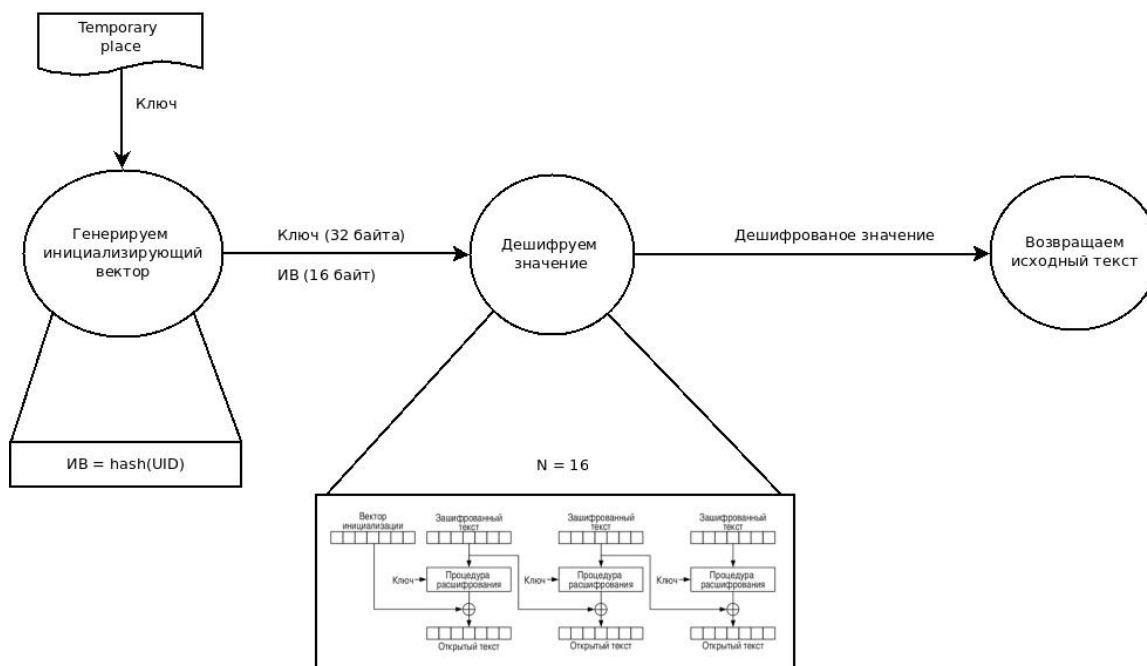 Temporary
place
Ключ
Генерируем
инициализирующий
вектор
Ключ (32 байта)
ИВ (16 байт)
Дешифруем
значение
Дешифрованое значение
Возвращаем
исходный текст
ИВ = hash(UID)
N = 16
Вектор
инициализации
Зашифрованный
текст
Зашифрованный
текст
Зашифрованный
текст
Ключ
Процедура
расшифрования
Ключ
Процедура
расшифрования
Ключ
Процедура
расшифрования
Открытый текст
Открытый текст
Открытый текст